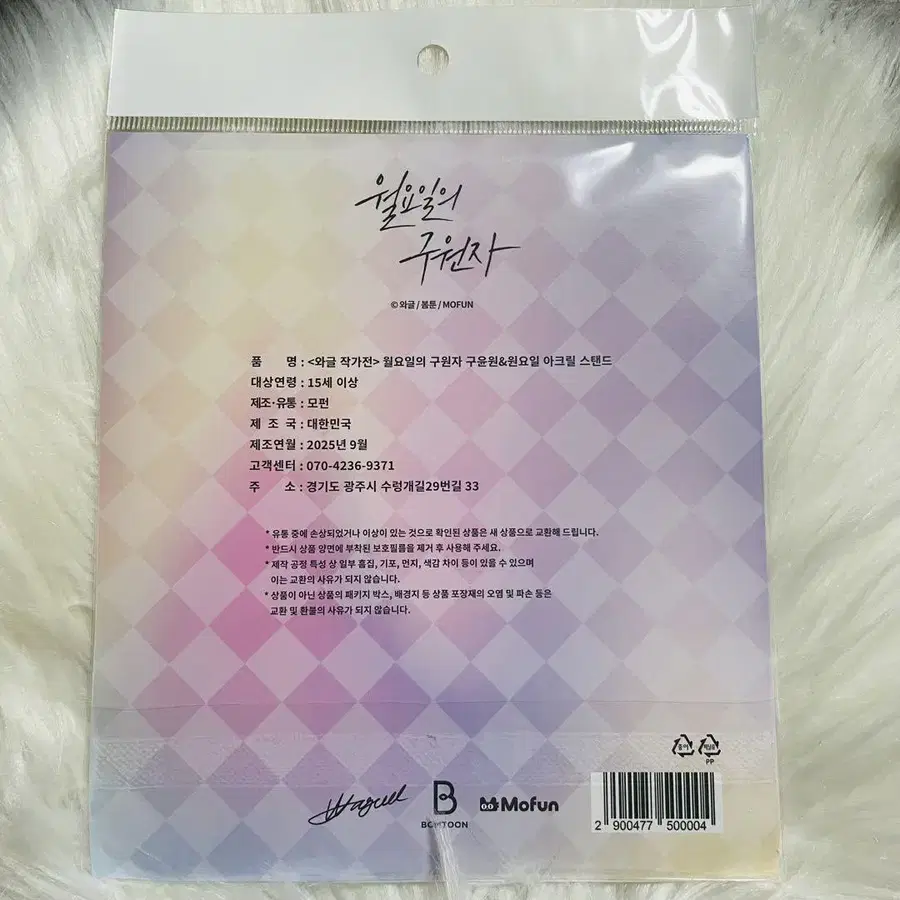 월요일의
구원자
© 와글 / 봄툰 / MOFUN
품 명 : <와글 작가전> 월요일의 구원자 구윤원&원요일 아크릴 스탠드
대상연령 : 15세 이상
제조·유통 : 모펀
제 조 국 : 대한민국
제조연월 : 2025년 9월
고객센터 : 070-4236-9371
주 소 : 경기도 광주시 수렁개길29번길 33
* 유통 중에 손상되었거나 이상이 있는 것으로 확인된 상품은 새 상품으로 교환해 드립니다.
* 반드시 상품 양면에 부착된 보호필름을 제거 후 사용해 주세요.
* 제작 공정 특성 상 일부 흠집, 기포, 먼지, 색감 차이 등이 있을 수 있으며
이는 교환의 사유가 되지 않습니다.
* 상품이 아닌 상품의 패키지 박스, 배경지 등 상품 포장재의 오염 및 파손 등은
교환 및 환불의 사유가 되지 않습니다.
종이 비닐류
PP
Waguel
B
BOMTOON
Mofun
2 900477 500004